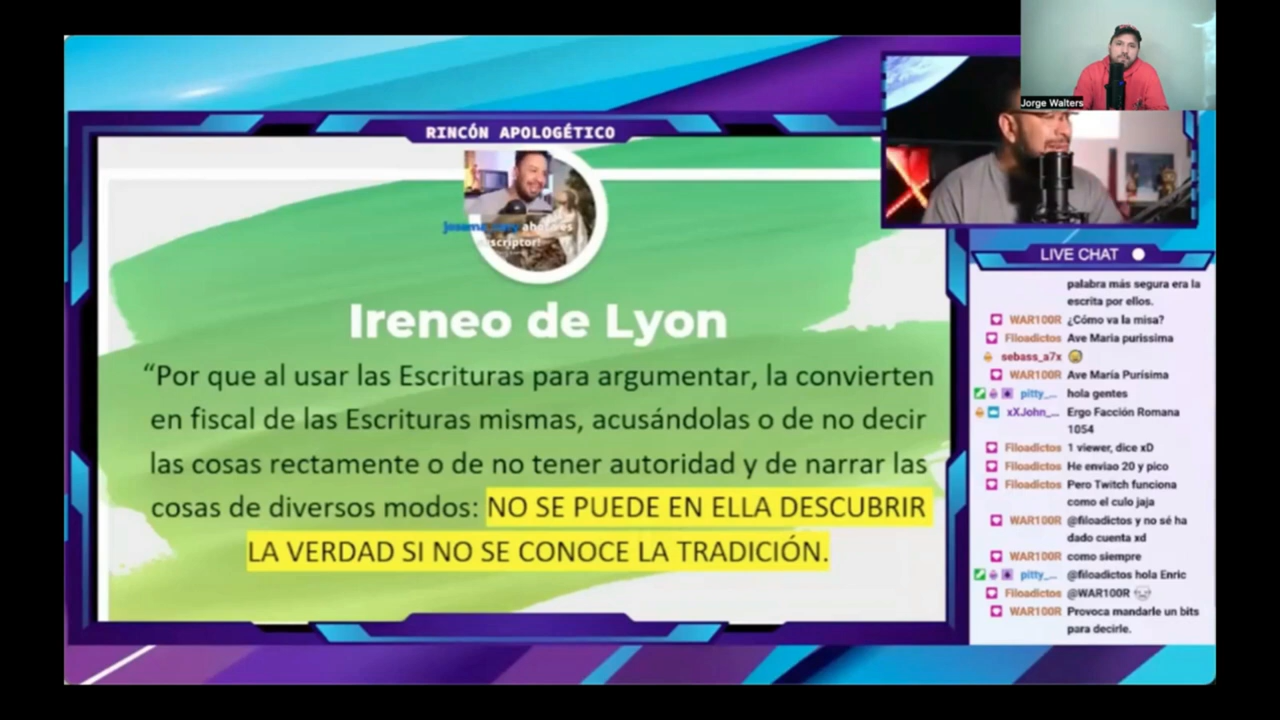 Jorge Walters
RINCÓN APOLOGÉTICO
Ireneo de Lyon
“Por que al usar las Escrituras para argumentar, la convierten
en fiscal de las Escrituras mismas, acusándolas o de no decir
las cosas rectamente o de no tener autoridad y de narrar las
cosas de diversos modos: NO SE PUEDE EN ELLA DESCUBRIR
LA VERDAD SI NO SE CONOCE LA TRADICIÓN.
LIVE CHAT
palabra más segura era la
escrita por ellos.
WAR100R ¿Cómo va la misa?
Filoadictos Ave Maria purissima
sebass_a7x
WAR100R Ave María Purísima
pitty_... hola gentes
xXJohn_... Ergo Facción Romana
1054
Filoadictos 1 viewer, dice xD
Filoadictos He enviao 20 y pico
Filoadictos Pero Twitch funciona
como el culo jaja
WAR100R @filoadictos y no sé ha
dado cuenta xd
WAR100R como siempre
pitty_... @filoadictos hola Enric
Filoadictos @WAR100R
WAR100R Provoca mandarle un bits
para decirle.